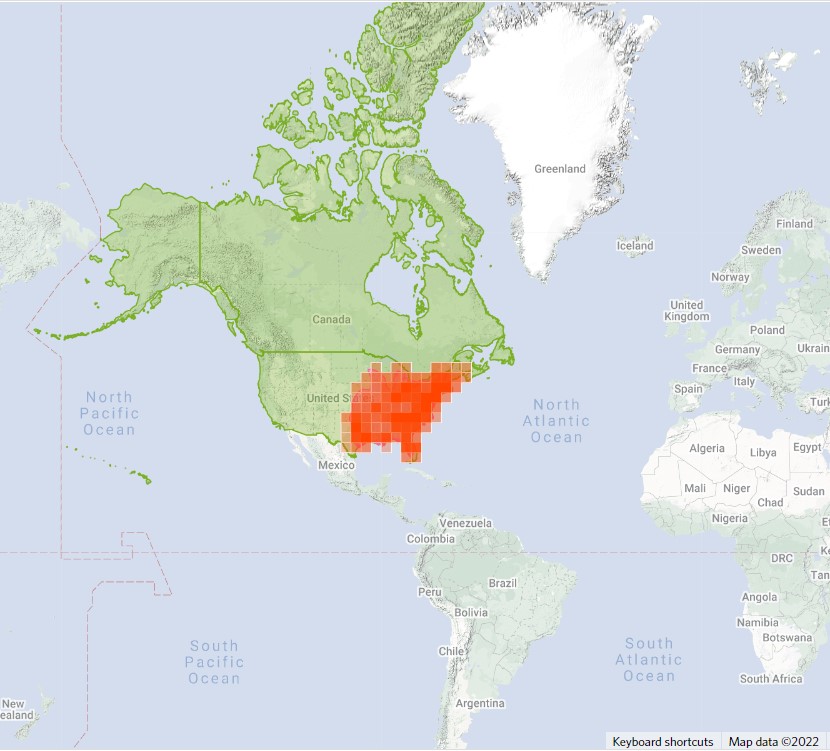 Greenland
Finland
Iceland
Sweden
Norway
United
Kingdom
Canada
Poland
Germany
Ukrain
France
Italy
Spain
Turk
United S
North
Pacific
Ocean
North
Atlantic
Ocean
Algeria
Libya
Egypt
Mexico
Mali
Niger
Chad
Sudan
Nigeria
Venezuela
Colombia
Et
DRC
Ke
Peru
Brazil
Tan
Bolivia
Angola
Namibia
Botswana
South
Pacific
Ocean
South
Atlantic
Ocean
Chile
South Africa
Argentina
New
ealand
Keyboard shortcuts
Map data ©2022